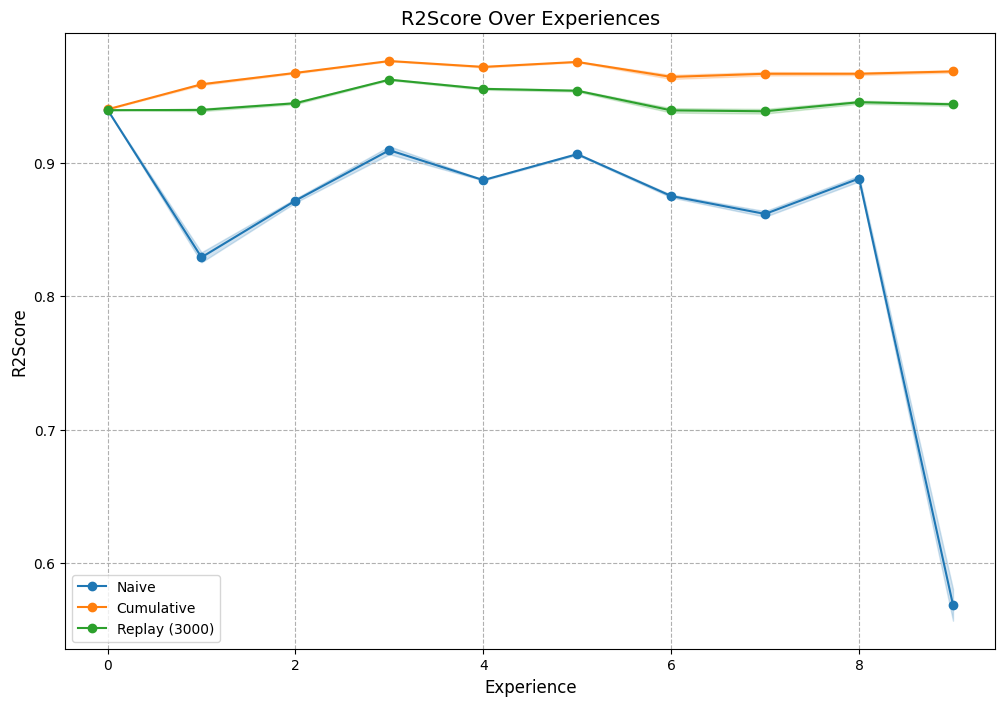 R2Score Over Experiences
R2Score
0.9
0.8
0.7
0.6
Naive
Cumulative
Replay (3000)
0 2 4 6 8
Experience